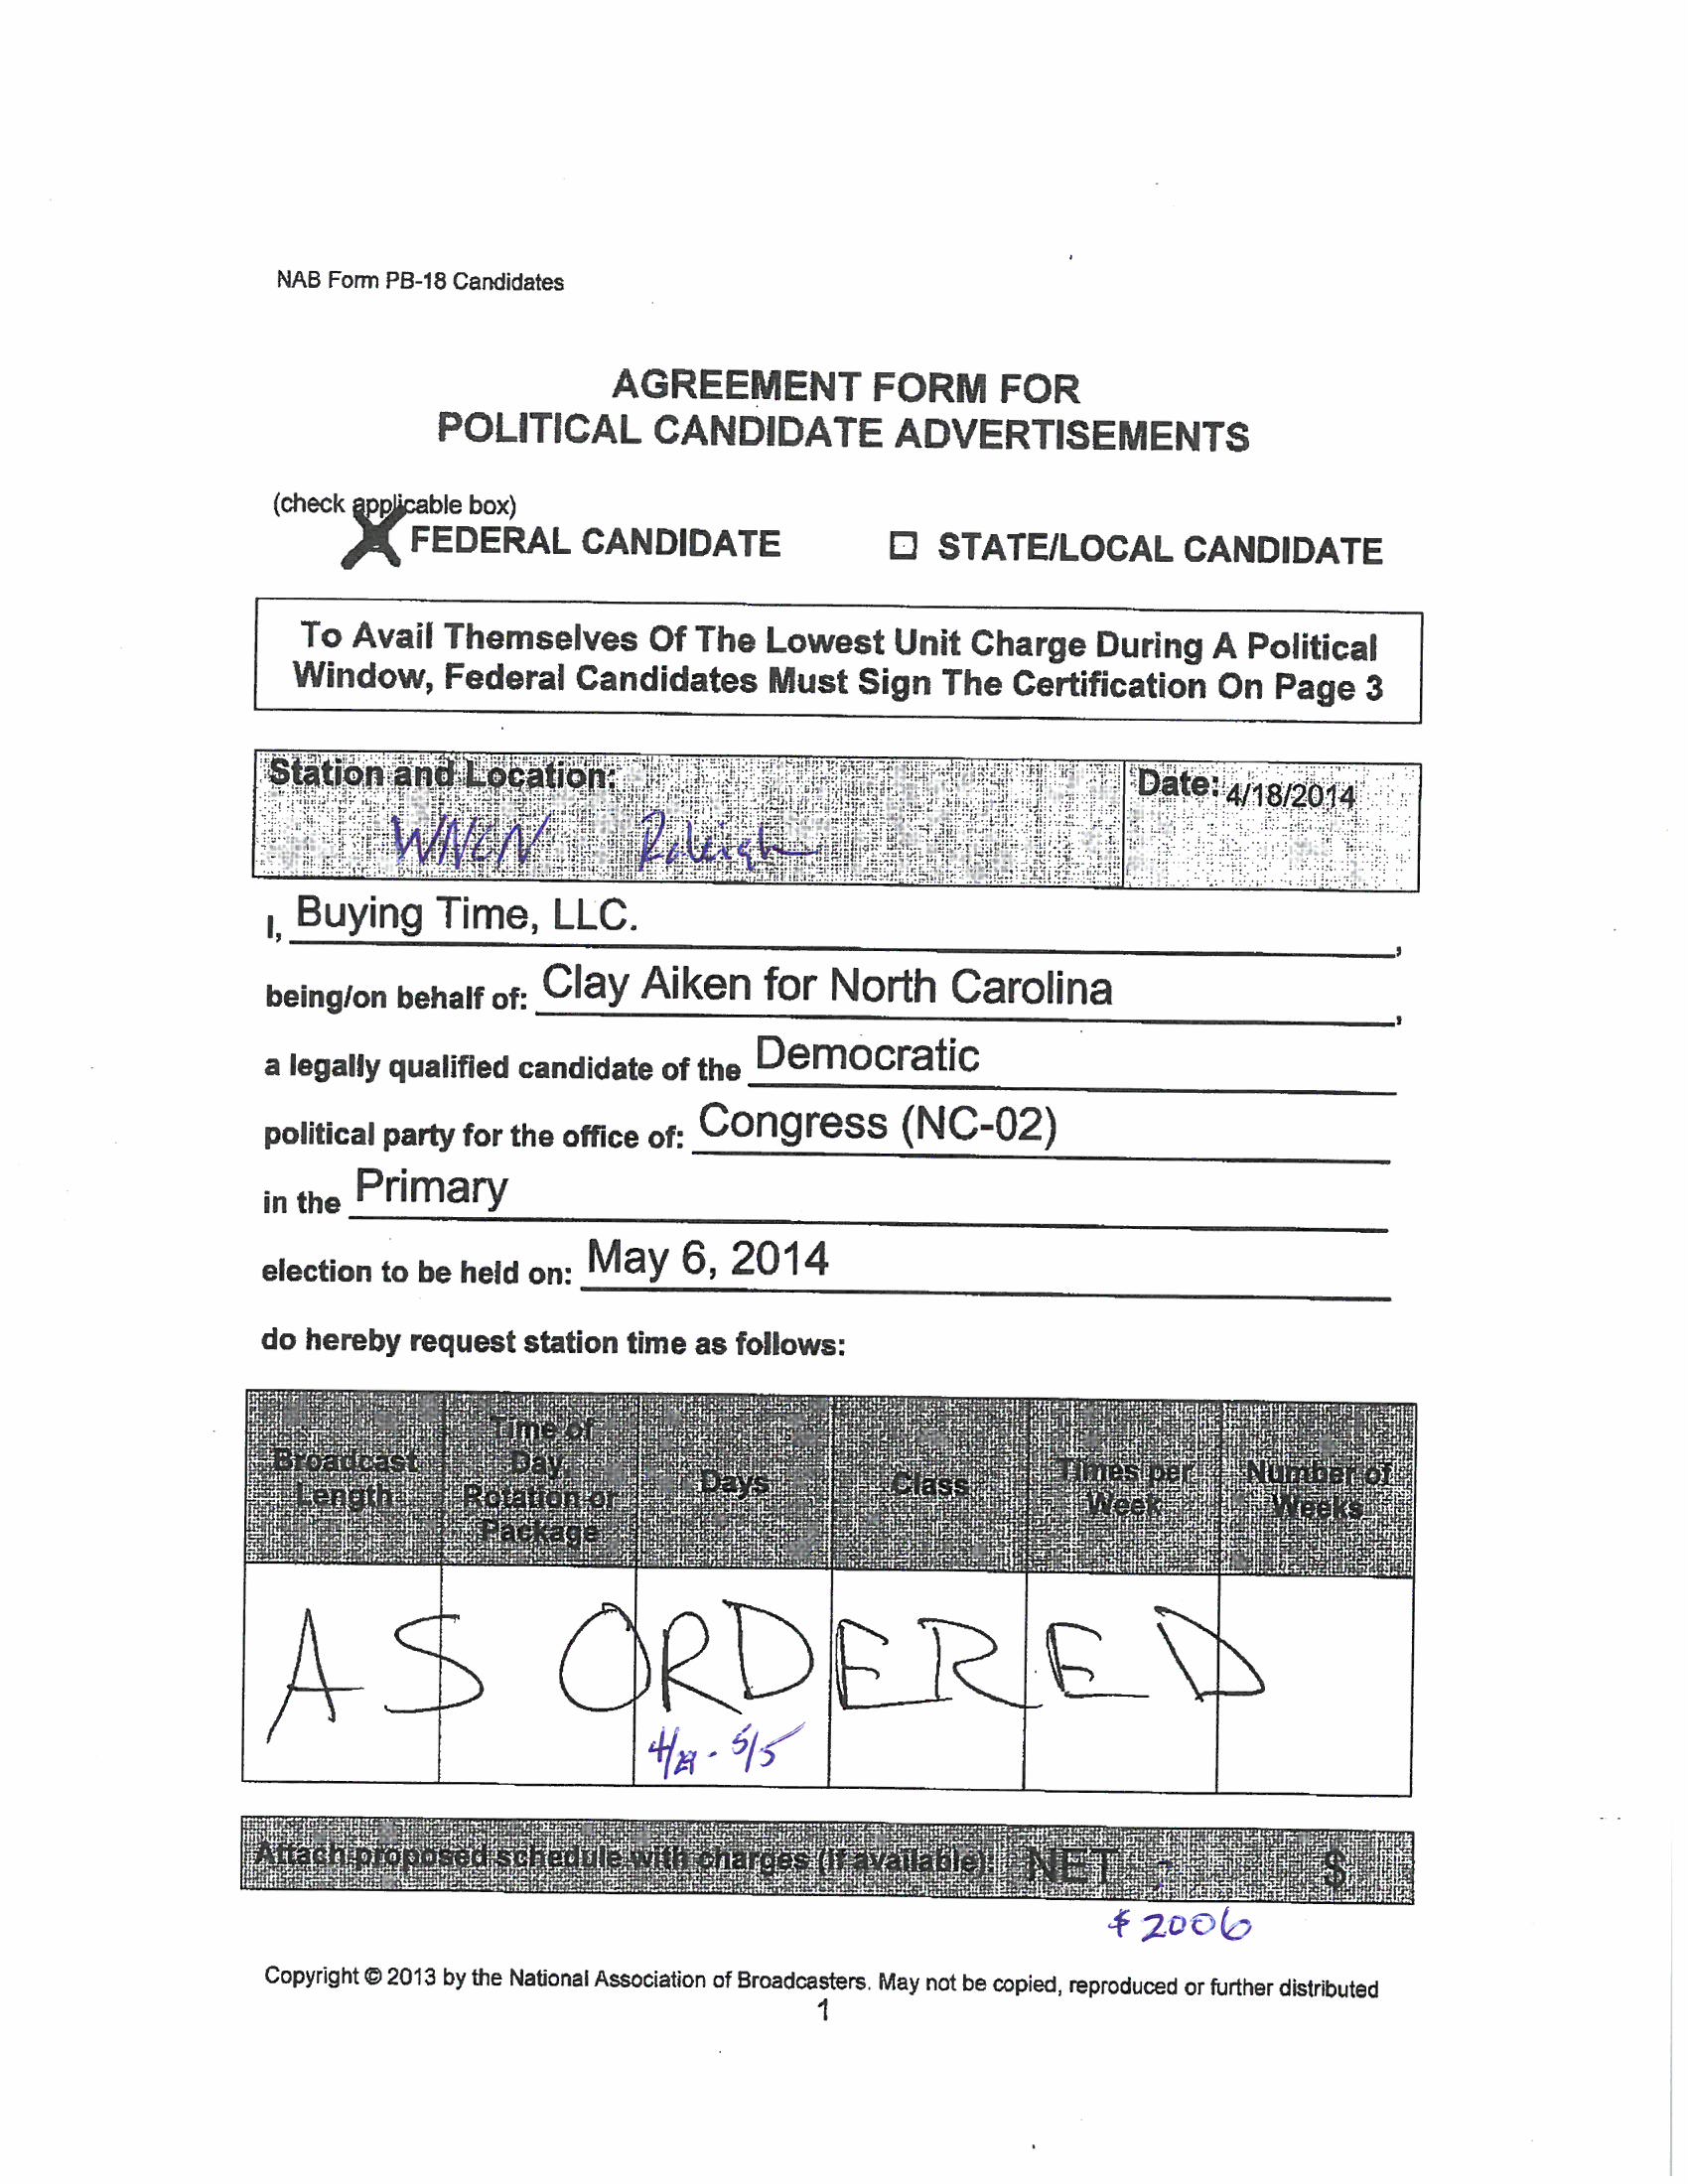 NAB Form PB-18 Candidates
AGREEMENT FORM FOR
POLITICAL CANDIDATE ADVERTISEMENTS
(check applicable box)
X FEDERAL CANDIDATE ☐ STATE/LOCAL CANDIDATE
To Avail Themselves Of The Lowest Unit Charge During A Political
Window, Federal Candidates Must Sign The Certification On Page 3
Station and Location: Date: 4/18/2014
WNCN Raleigh
I, Buying Time, LLC. ,
being/on behalf of: Clay Aiken for North Carolina ,
a legally qualified candidate of the Democratic
political party for the office of: Congress (NC-02)
in the Primary
election to be held on: May 6, 2014
do hereby request station time as follows:
Broadcast Length
Time of Day, Rotation or Package
Days
Class
Times per Week
Number of Weeks
AS ORDERED
- 5/5
Attach proposed schedule with charges (if available): NET $
$2006
Copyright © 2013 by the National Association of Broadcasters. May not be copied, reproduced or further distributed
1